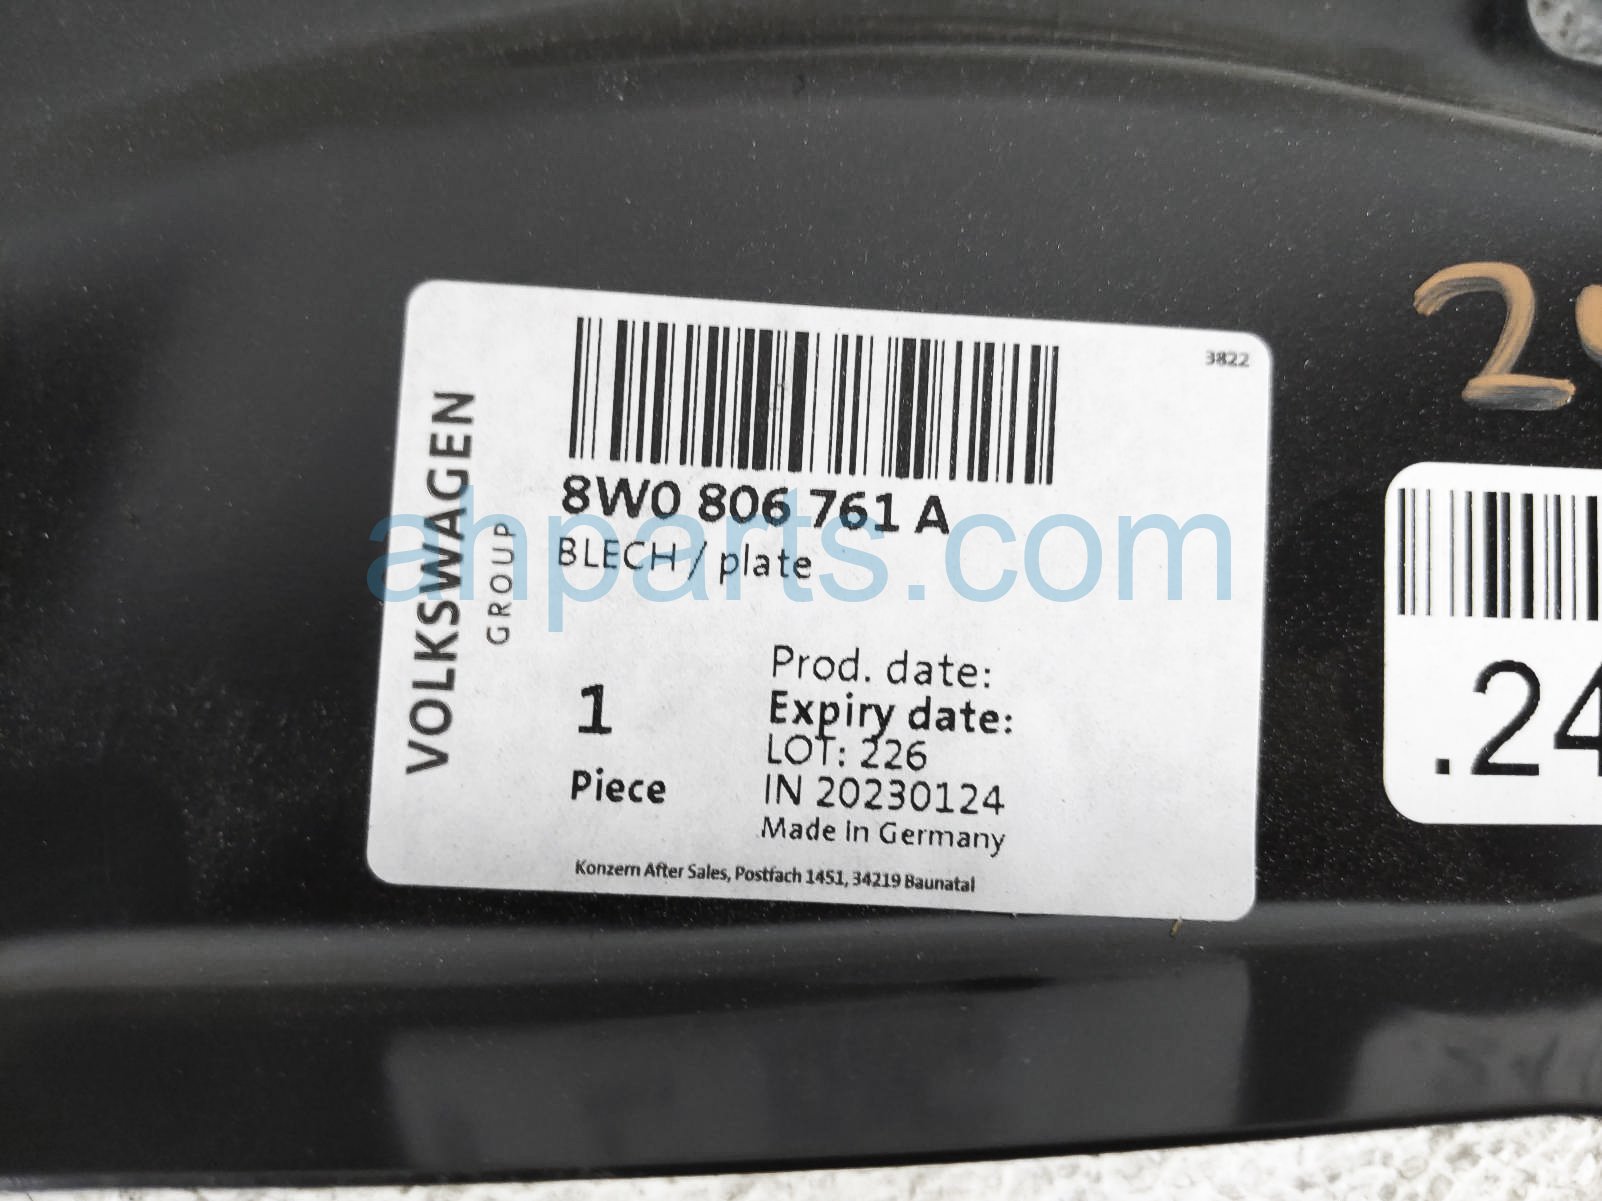 3822
VOLKSWAGEN
GROUP
8W0 806 761 A
BLECH / plate
ahparts.com
1
Piece
Prod. date:
Expiry date:
LOT: 226
IN 20230124
Made in Germany
Konzern After Sales, Postfach 1451, 34219 Baunatal
2
.24